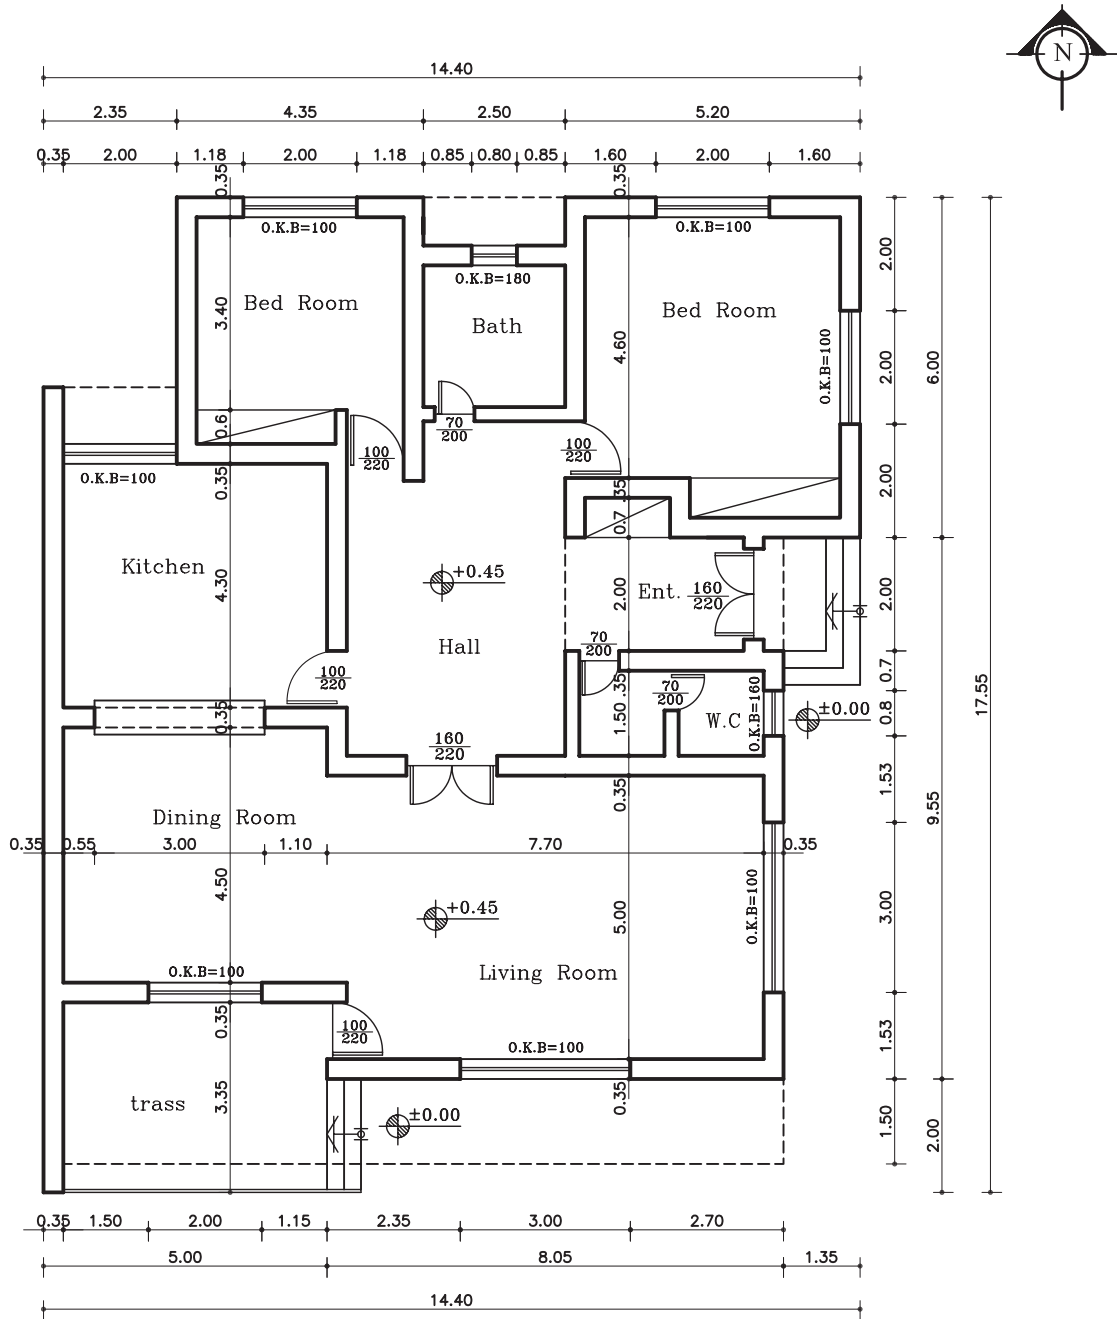 N
14.40
2.35 4.35 2.50 5.20
0.35 2.00 1.18 2.00 1.18 0.85 0.80 0.85 1.60 2.00 1.60
0.35 0.35
O.K.B=100 O.K.B=100
2.00
O.K.B=180
Bed Room
Bath
Bed Room
3.40
4.60
O.K.B=100
2.00
6.00
0.6
70
200
100
220
100
220
O.K.B=100
0.35
.35
2.00
0.7
Kitchen
4.30
+0.45
2.00
Ent.
160
220
2.00
Hall
70
200
100
220
.35
70
200
0.7
0.35
1.50
W.C
O.K.B=160
0.8
±0.00
17.55
160
220
0.35
1.53
Dining Room
9.55
0.35 0.55 3.00 1.10 7.70 0.35
4.50
5.00
O.K.B=100
3.00
+0.45
O.K.B=100
Living Room
0.35
100
220
1.53
O.K.B=100
trass
3.35
±0.00
0.35
1.50
2.00
0.35 1.50 2.00 1.15 2.35 3.00 2.70
5.00 8.05 1.35
14.40